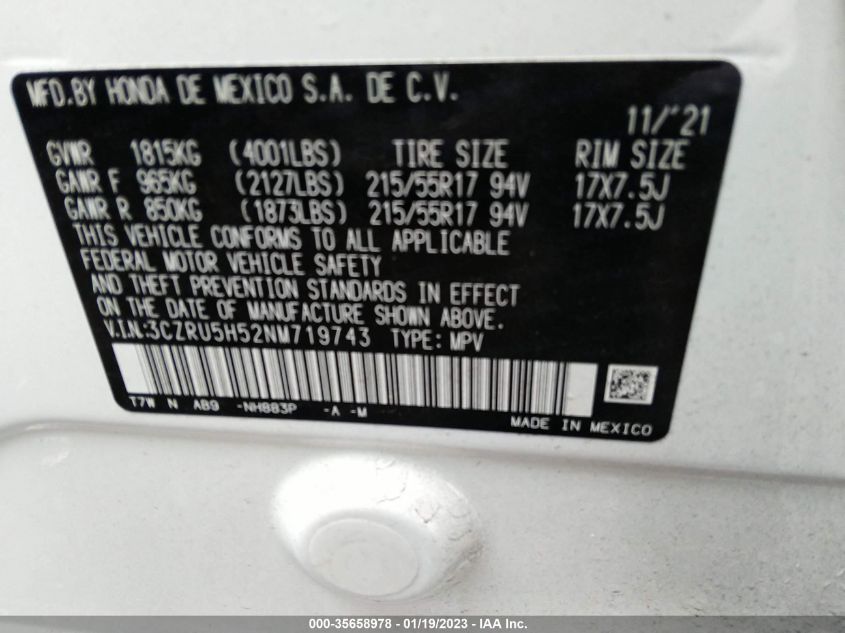 MFD.BY HONDA DE MEXICO S.A. DE C.V.
11/'21
GVWR 1815KG (4001LBS) TIRE SIZE RIM SIZE
GAWR F 965KG (2127LBS) 215/55R17 94V 17X7.5J
GAWR R 850KG (1873LBS) 215/55R17 94V 17X7.5J
THIS VEHICLE CONFORMS TO ALL APPLICABLE
FEDERAL MOTOR VEHICLE SAFETY
AND THEFT PREVENTION STANDARDS IN EFFECT
ON THE DATE OF MANUFACTURE SHOWN ABOVE.
V.I.N:3CZRU5H52NM719743 TYPE: MPV
T7W N AB9 -NH883P -A -M
MADE IN MEXICO
000-35658978 - 01/19/2023 - IAA Inc.